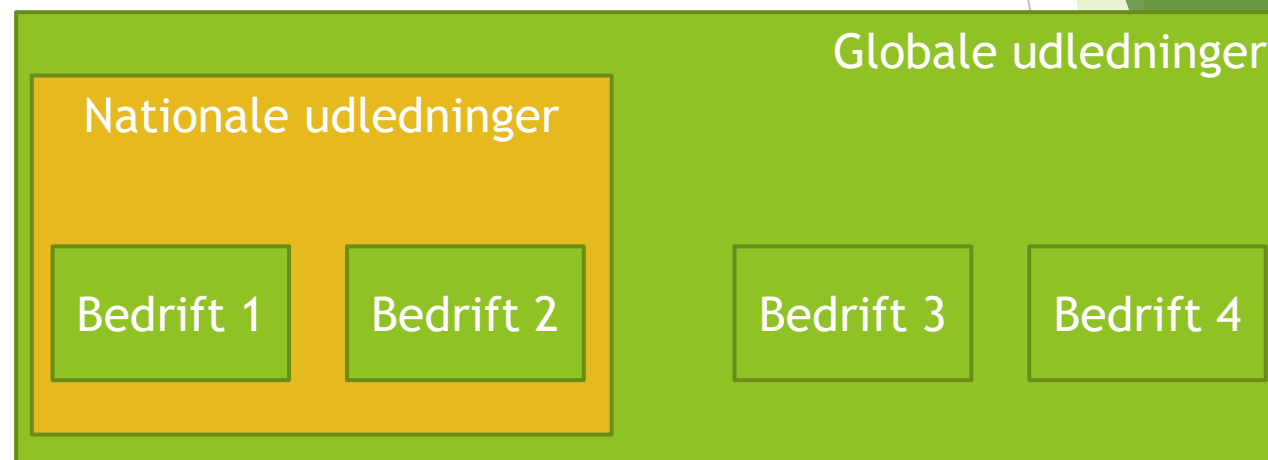 Globale udledninger
Nationale udledninger
Bedrift 1
Bedrift 2
Bedrift 3
Bedrift 4